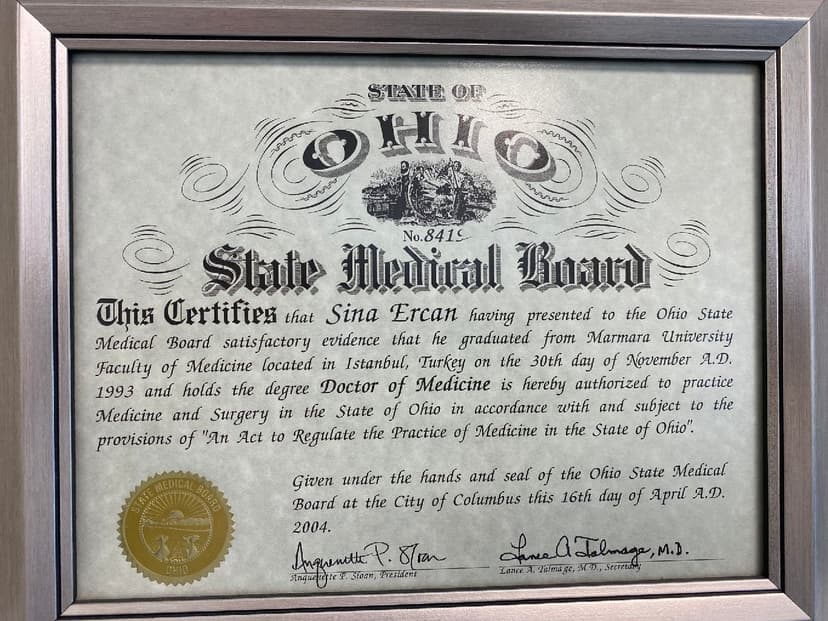 STATE OF
OHIO
No. 8419
State Medical Board
This Certifies that Sina Ercan having presented to the Ohio State
Medical Board satisfactory evidence that he graduated from Marmara University
Faculty of Medicine located in Istanbul, Turkey on the 30th day of November A.D.
1993 and holds the degree Doctor of Medicine is hereby authorized to practice
Medicine and Surgery in the State of Ohio in accordance with and subject to the
provisions of "An Act to Regulate the Practice of Medicine in the State of Ohio".
Given under the hands and seal of the Ohio State Medical
Board at the City of Columbus this 16th day of April A.D.
2004.
STATE MEDICAL BOARD
OHIO
Anquenette P. Sloan
Anquenette P. Sloan, President
Lance A. Talmage, M.D.
Lance A. Talmage, M.D., Secretary